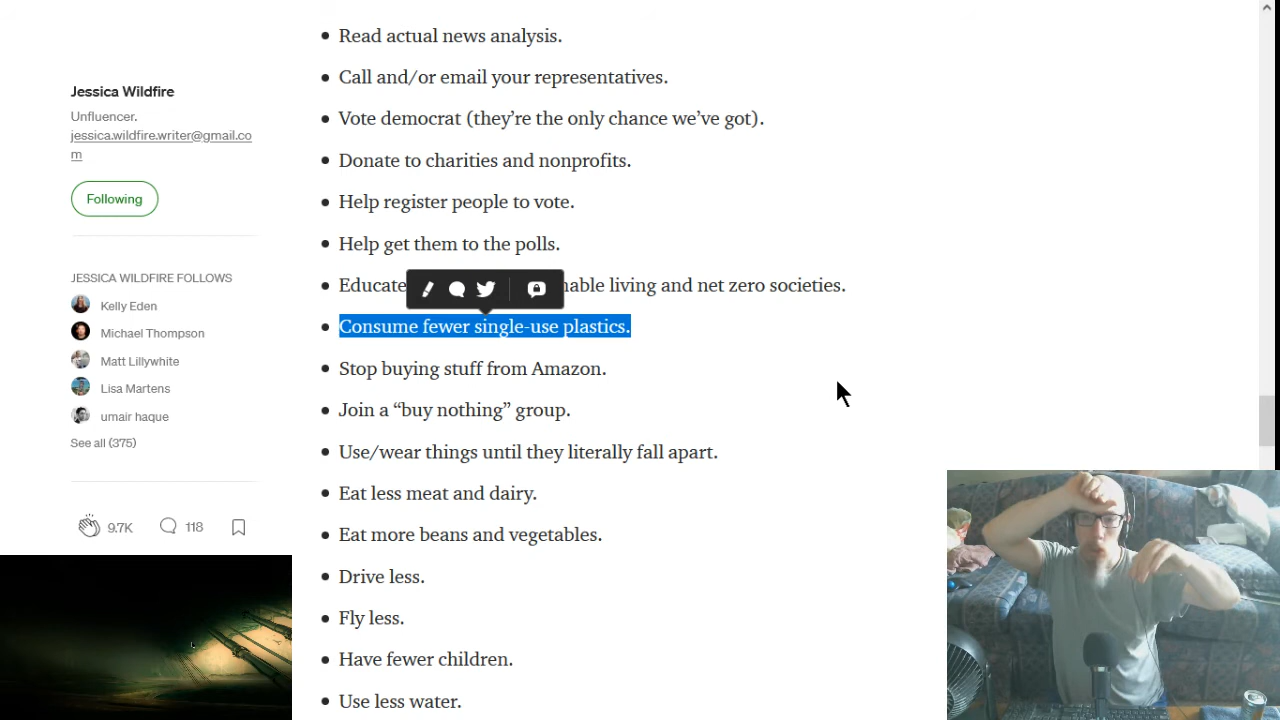 Jessica Wildfire
Unfluencer.
jessica.wildfire.writer@gmail.co
m
Following
JESSICA WILDFIRE FOLLOWS
Kelly Eden
Michael Thompson
Matt Lillywhite
Lisa Martens
umair haque
See all (375)
9.7K 118
• Read actual news analysis.
• Call and/or email your representatives.
• Vote democrat (they’re the only chance we’ve got).
• Donate to charities and nonprofits.
• Help register people to vote.
• Help get them to the polls.
• Educate nable living and net zero societies.
• Consume fewer single-use plastics.
• Stop buying stuff from Amazon.
• Join a “buy nothing” group.
• Use/wear things until they literally fall apart.
• Eat less meat and dairy.
• Eat more beans and vegetables.
• Drive less.
• Fly less.
• Have fewer children.
• Use less water.